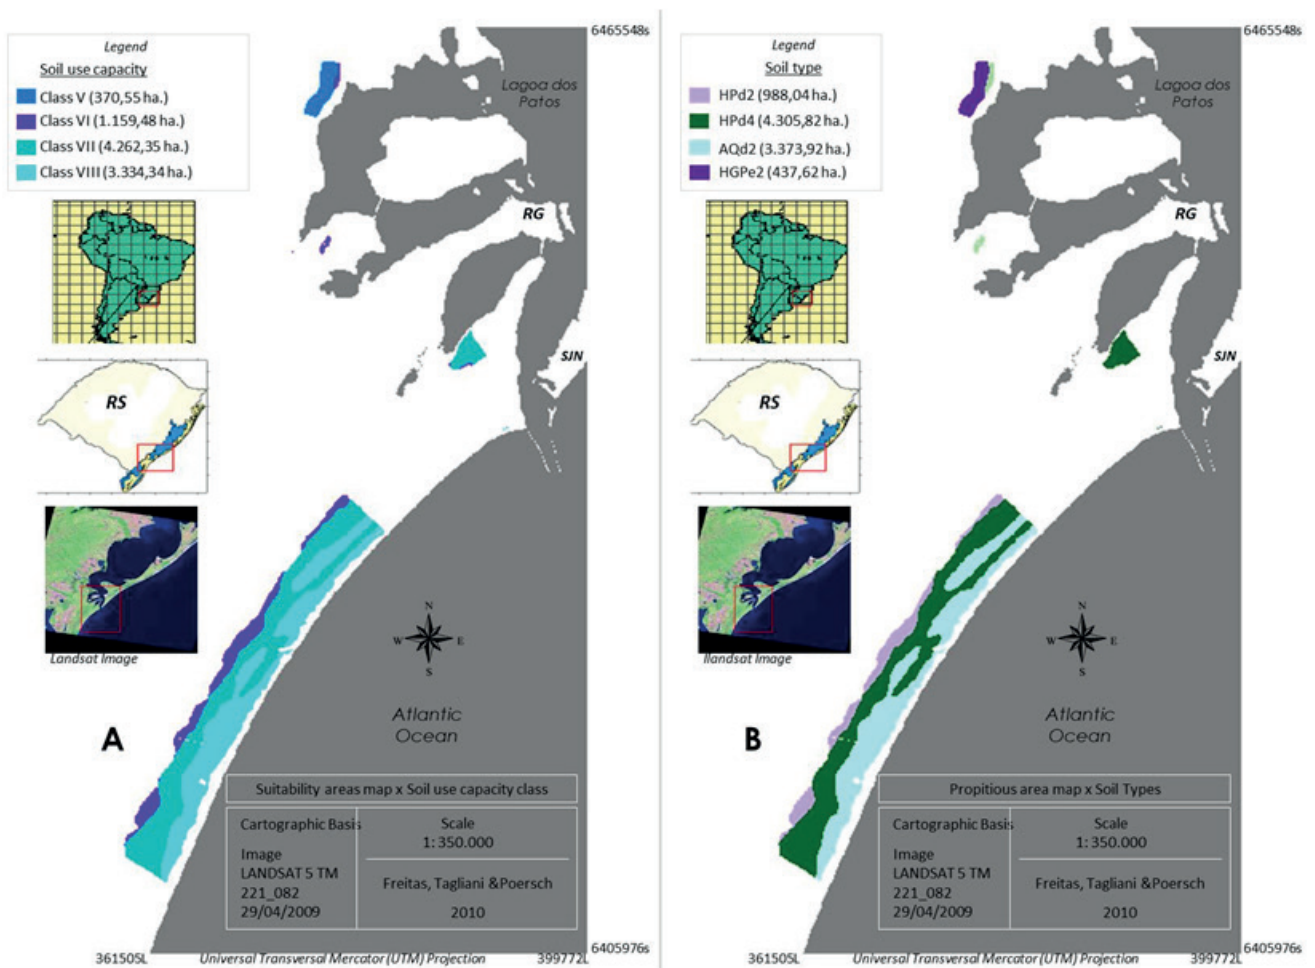 6465548s
Legend
Soil use capacity
Class V (370,55 ha.)
Class VI (1.159,48 ha.)
Class VII (4.262,35 ha.)
Class VIII (3.334,34 ha.)
Lagoa dos
Patos
RG
SJN
RS
Landsat Image
N
W E
S
A
Atlantic
Ocean
Suitability areas map x Soil use capacity class
Cartographic Basis
Image
LANDSAT 5 TM
221_082
29/04/2009
Scale
1: 350.000
Freitas, Tagliani &Poersch
2010
6405976s
361505L
Universal Transversal Mercator (UTM) Projection
399772L
6465548s
Legend
Soil type
HPd2 (988,04 ha.)
HPd4 (4.305,82 ha.)
AQd2 (3.373,92 ha.)
HGPe2 (437,62 ha.)
Lagoa dos
Patos
RG
SJN
RS
llandsat Image
N
W E
S
B
Atlantic
Ocean
Propitious area map x Soil Types
Cartographic Basis
Image
LANDSAT 5 TM
221_082
29/04/2009
Scale
1: 350.000
Freitas, Tagliani &Poersch
2010
6405976s
361505L
Universal Transversal Mercator (UTM) Projection
399772L